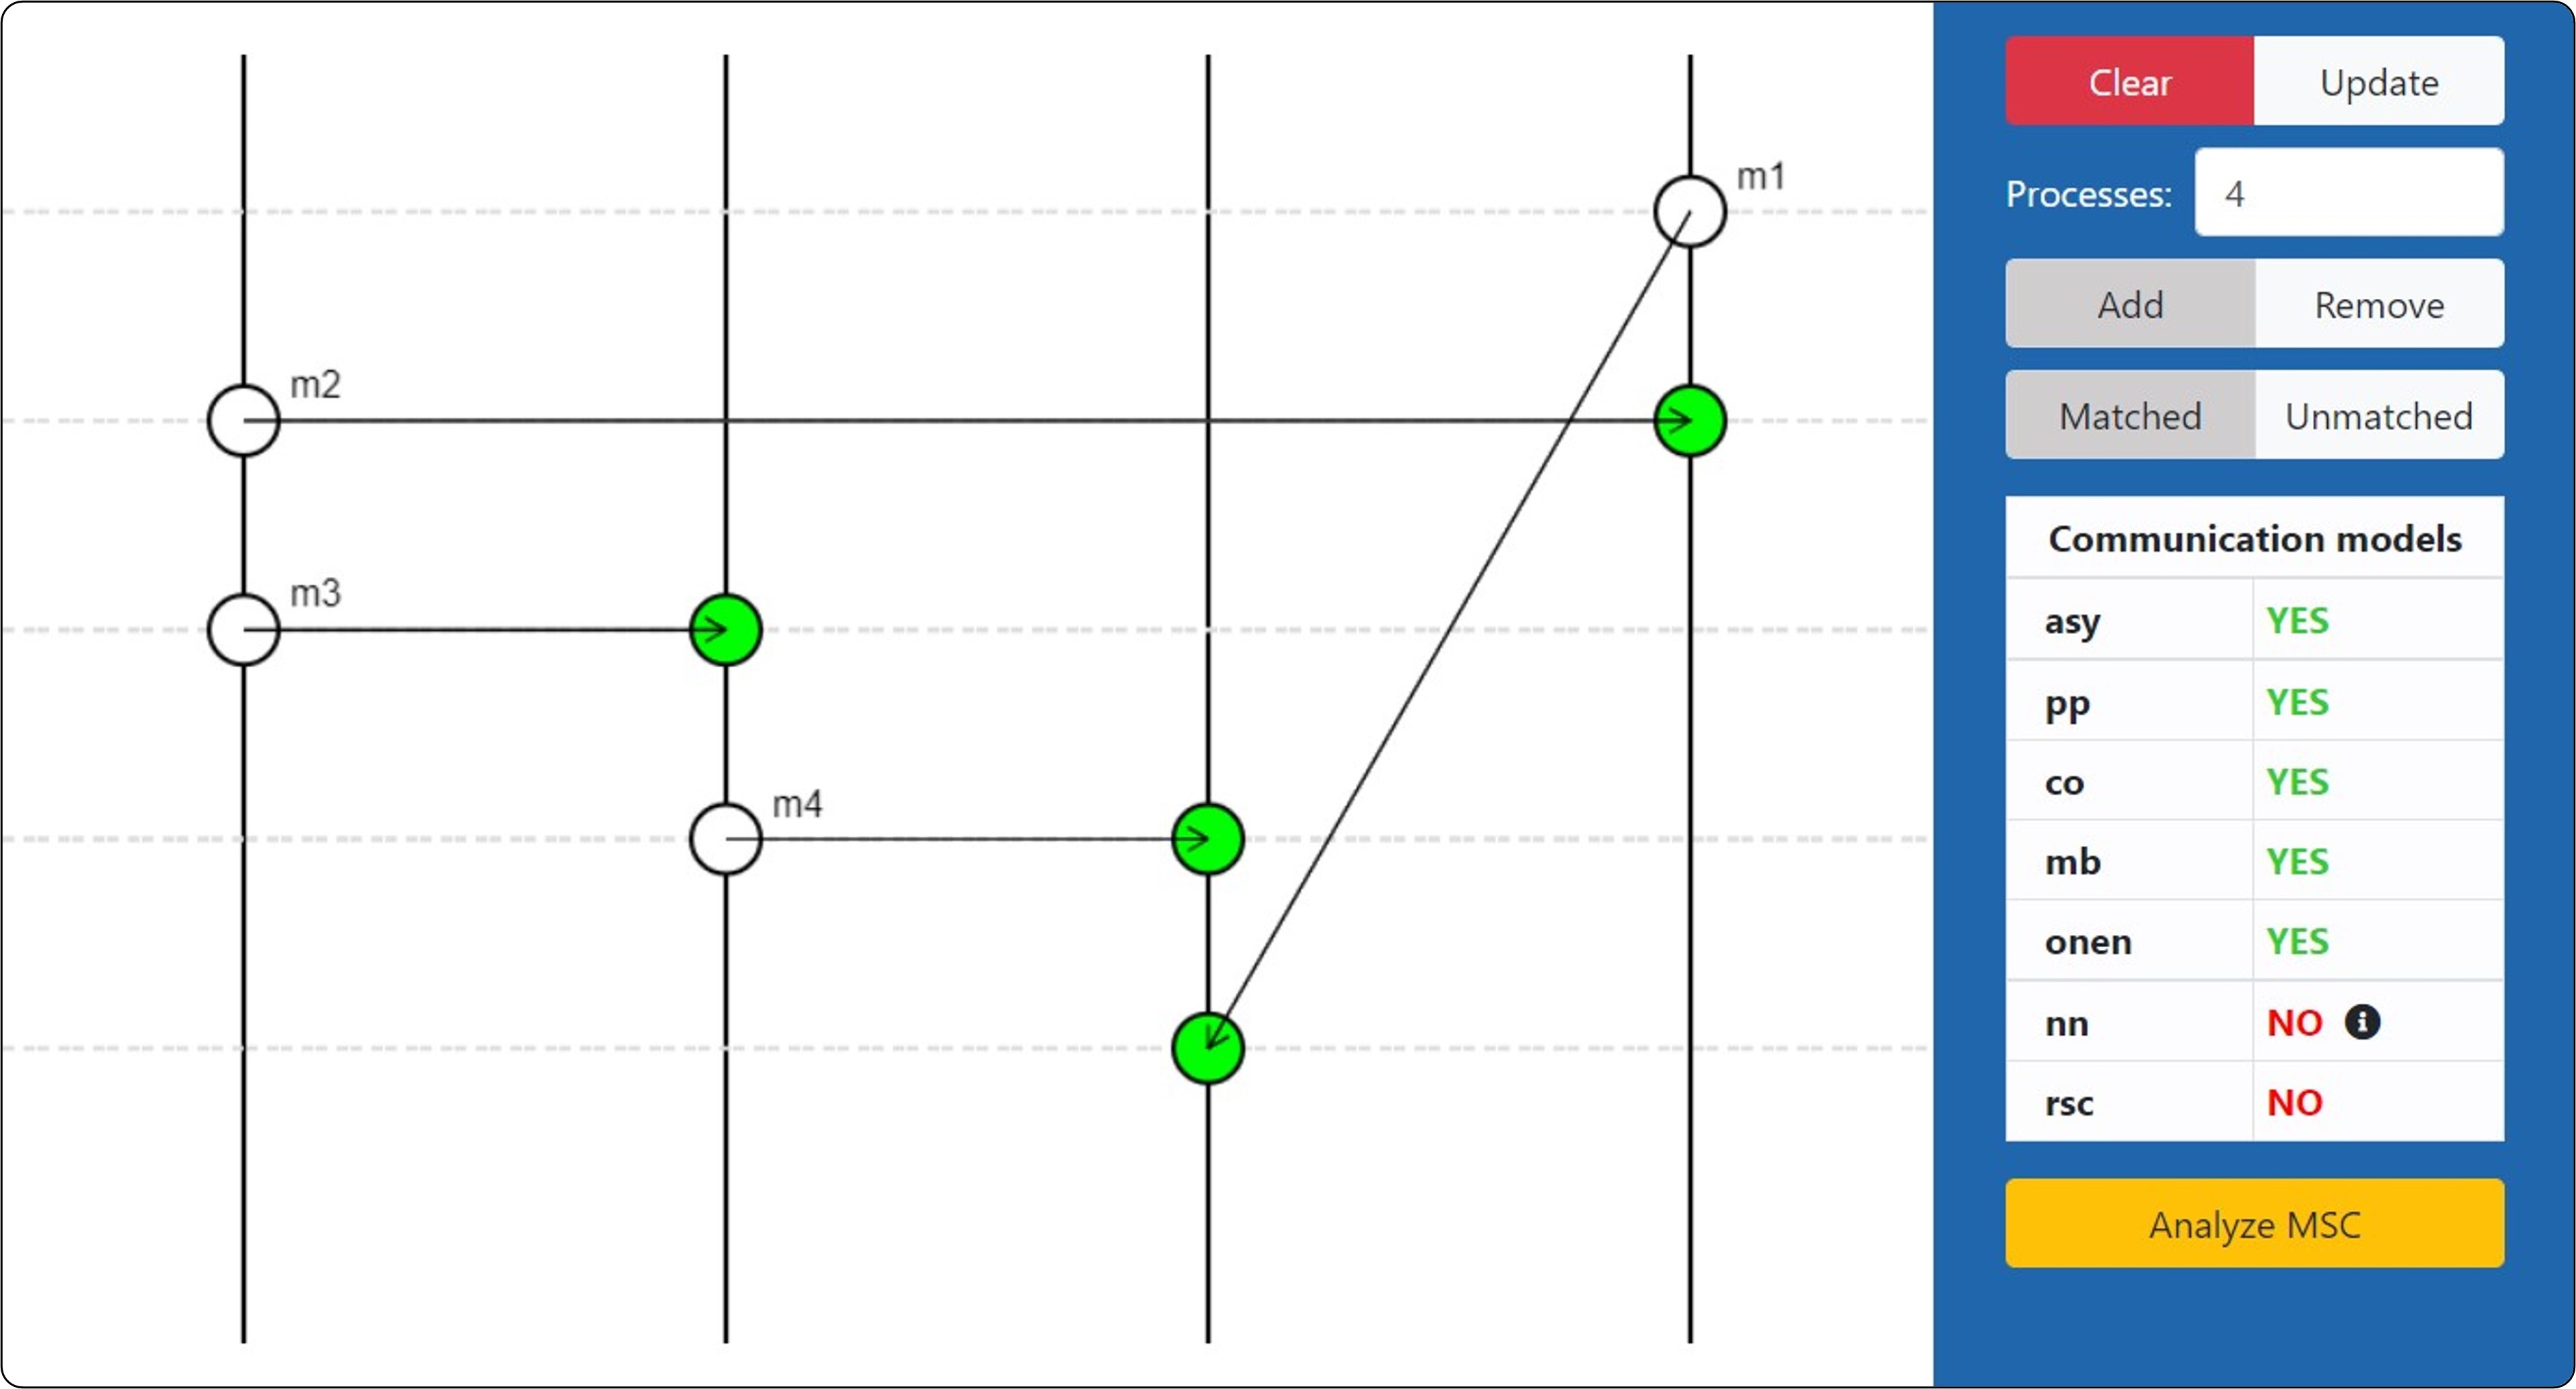 m1
m2
m3
m4
Clear Update
Processes: 4
Add Remove
Matched Unmatched
Communication models
asy YES
pp YES
co YES
mb YES
onen YES
nn NO i
rsc NO
Analyze MSC